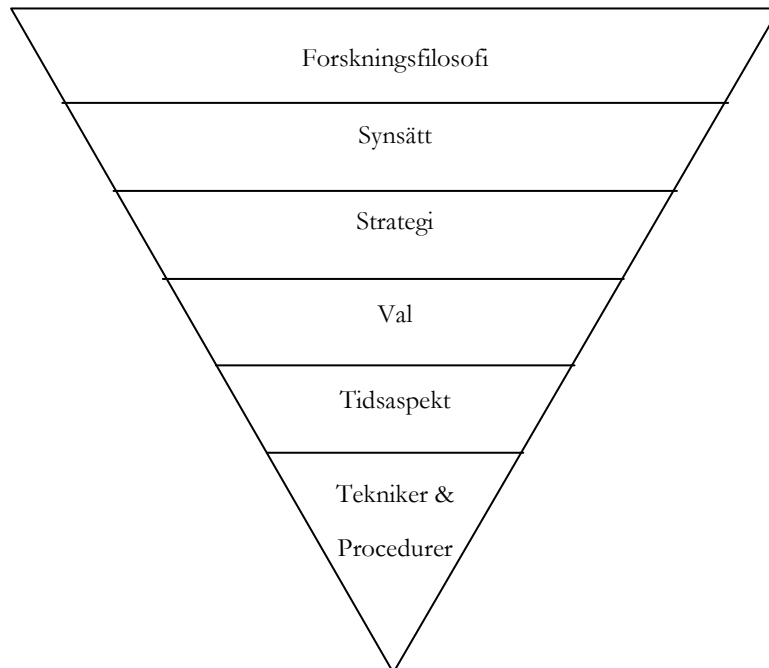 Forskningsfilosofi
Synsätt
Strategi
Val
Tidsaspekt
Tekniker &
Procedurer